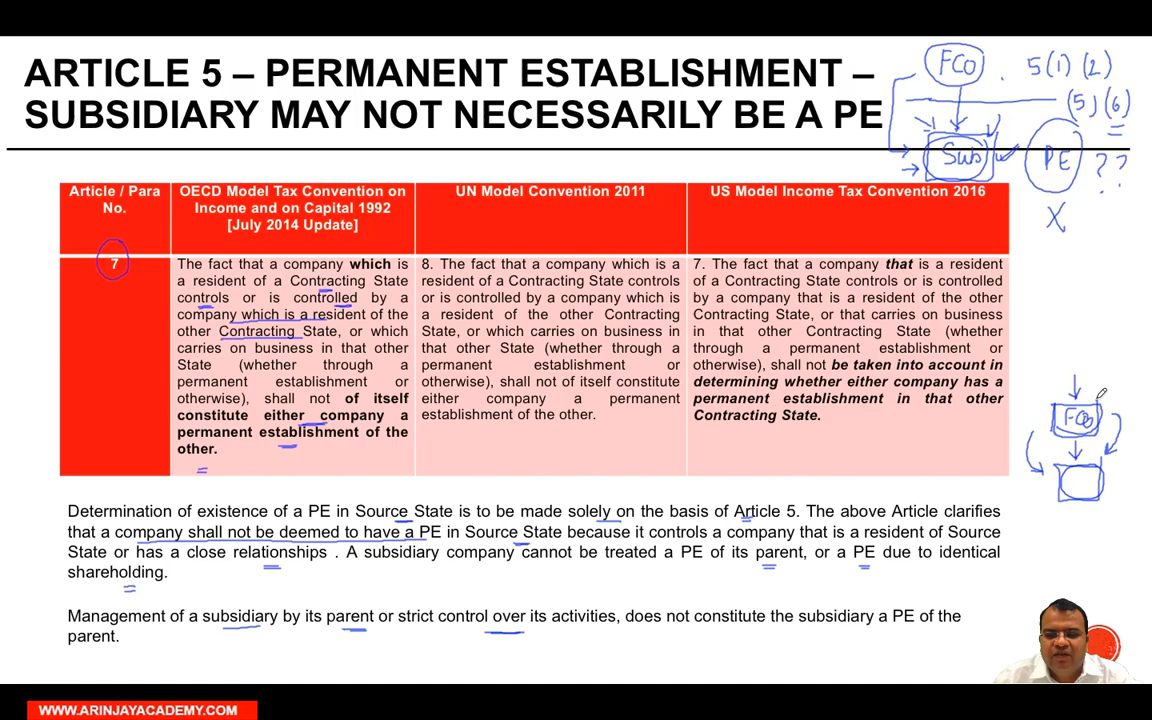 ARTICLE 5 – PERMANENT ESTABLISHMENT –
SUBSIDIARY MAY NOT NECESSARILY BE A PE
FCO
5(1) (2)
(5) (6)
=
Sub
PE
??
X
Article / Para
No.
OECD Model Tax Convention on
Income and on Capital 1992
[July 2014 Update]
UN Model Convention 2011
US Model Income Tax Convention 2016
7
The fact that a company which is
a resident of a Contracting State
controls or is controlled by a
company which is a resident of the
other Contracting State, or which
carries on business in that other
State (whether through a
permanent establishment or
otherwise), shall not of itself
constitute either company a
permanent establishment of the
other.
8. The fact that a company which is a
resident of a Contracting State controls
or is controlled by a company which is
a resident of the other Contracting
State, or which carries on business in
that other State (whether through a
permanent establishment or
otherwise), shall not of itself constitute
either company a permanent
establishment of the other.
7. The fact that a company that is a resident
of a Contracting State controls or is controlled
by a company that is a resident of the other
Contracting State, or that carries on business
in that other Contracting State (whether
through a permanent establishment or
otherwise), shall not be taken into account in
determining whether either company has a
permanent establishment in that other
Contracting State.
FCO
Determination of existence of a PE in Source State is to be made solely on the basis of Article 5. The above Article clarifies
that a company shall not be deemed to have a PE in Source State because it controls a company that is a resident of Source
State or has a close relationships . A subsidiary company cannot be treated a PE of its parent, or a PE due to identical
shareholding.
Management of a subsidiary by its parent or strict control over its activities, does not constitute the subsidiary a PE of the
parent.
WWW.ARINJAYACADEMY.COM